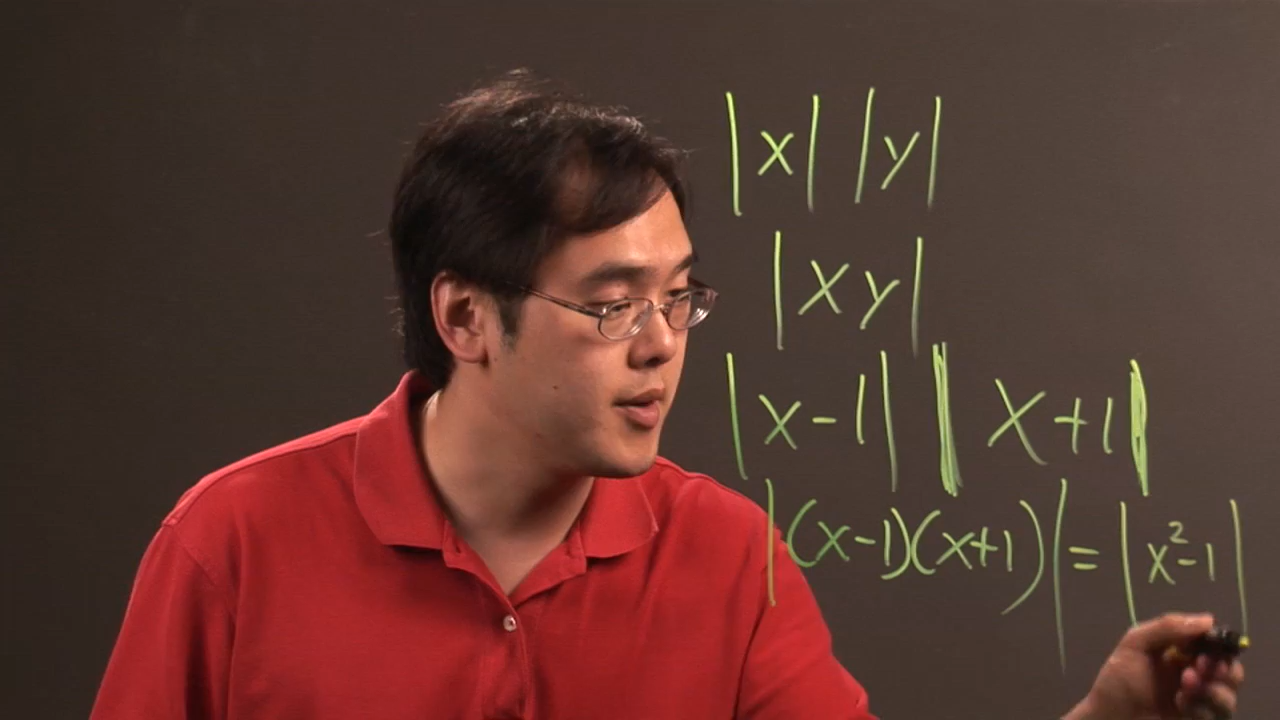 |x| |y|
|xy|
|x-1| |x+1|
|(x-1)(x+1)| = |x²-1|